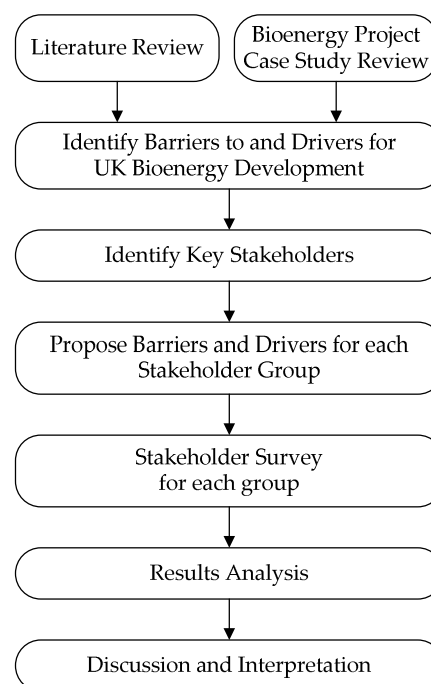 Literature Review
Bioenergy Project
Case Study Review
Identify Barriers to and Drivers for
UK Bioenergy Development
Identify Key Stakeholders
Propose Barriers and Drivers for each
Stakeholder Group
Stakeholder Survey
for each group
Results Analysis
Discussion and Interpretation